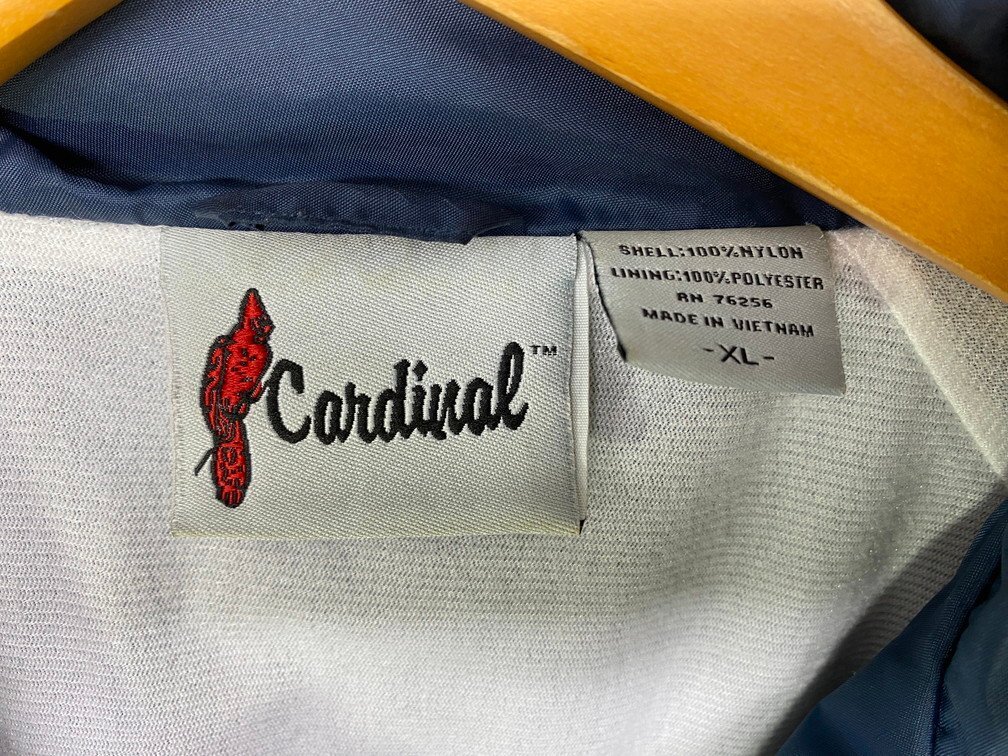 Cardinal™
SHELL:100%NYLON
LINING:100%POLYESTER
RN 76256
MADE IN VIETNAM
-XL-